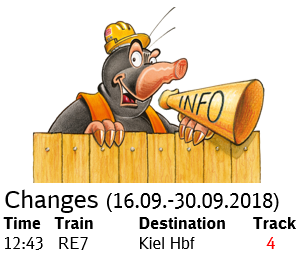 INFO
Changes (16.09.-30.09.2018)
Time Train Destination Track
12:43 RE7 Kiel Hbf 4